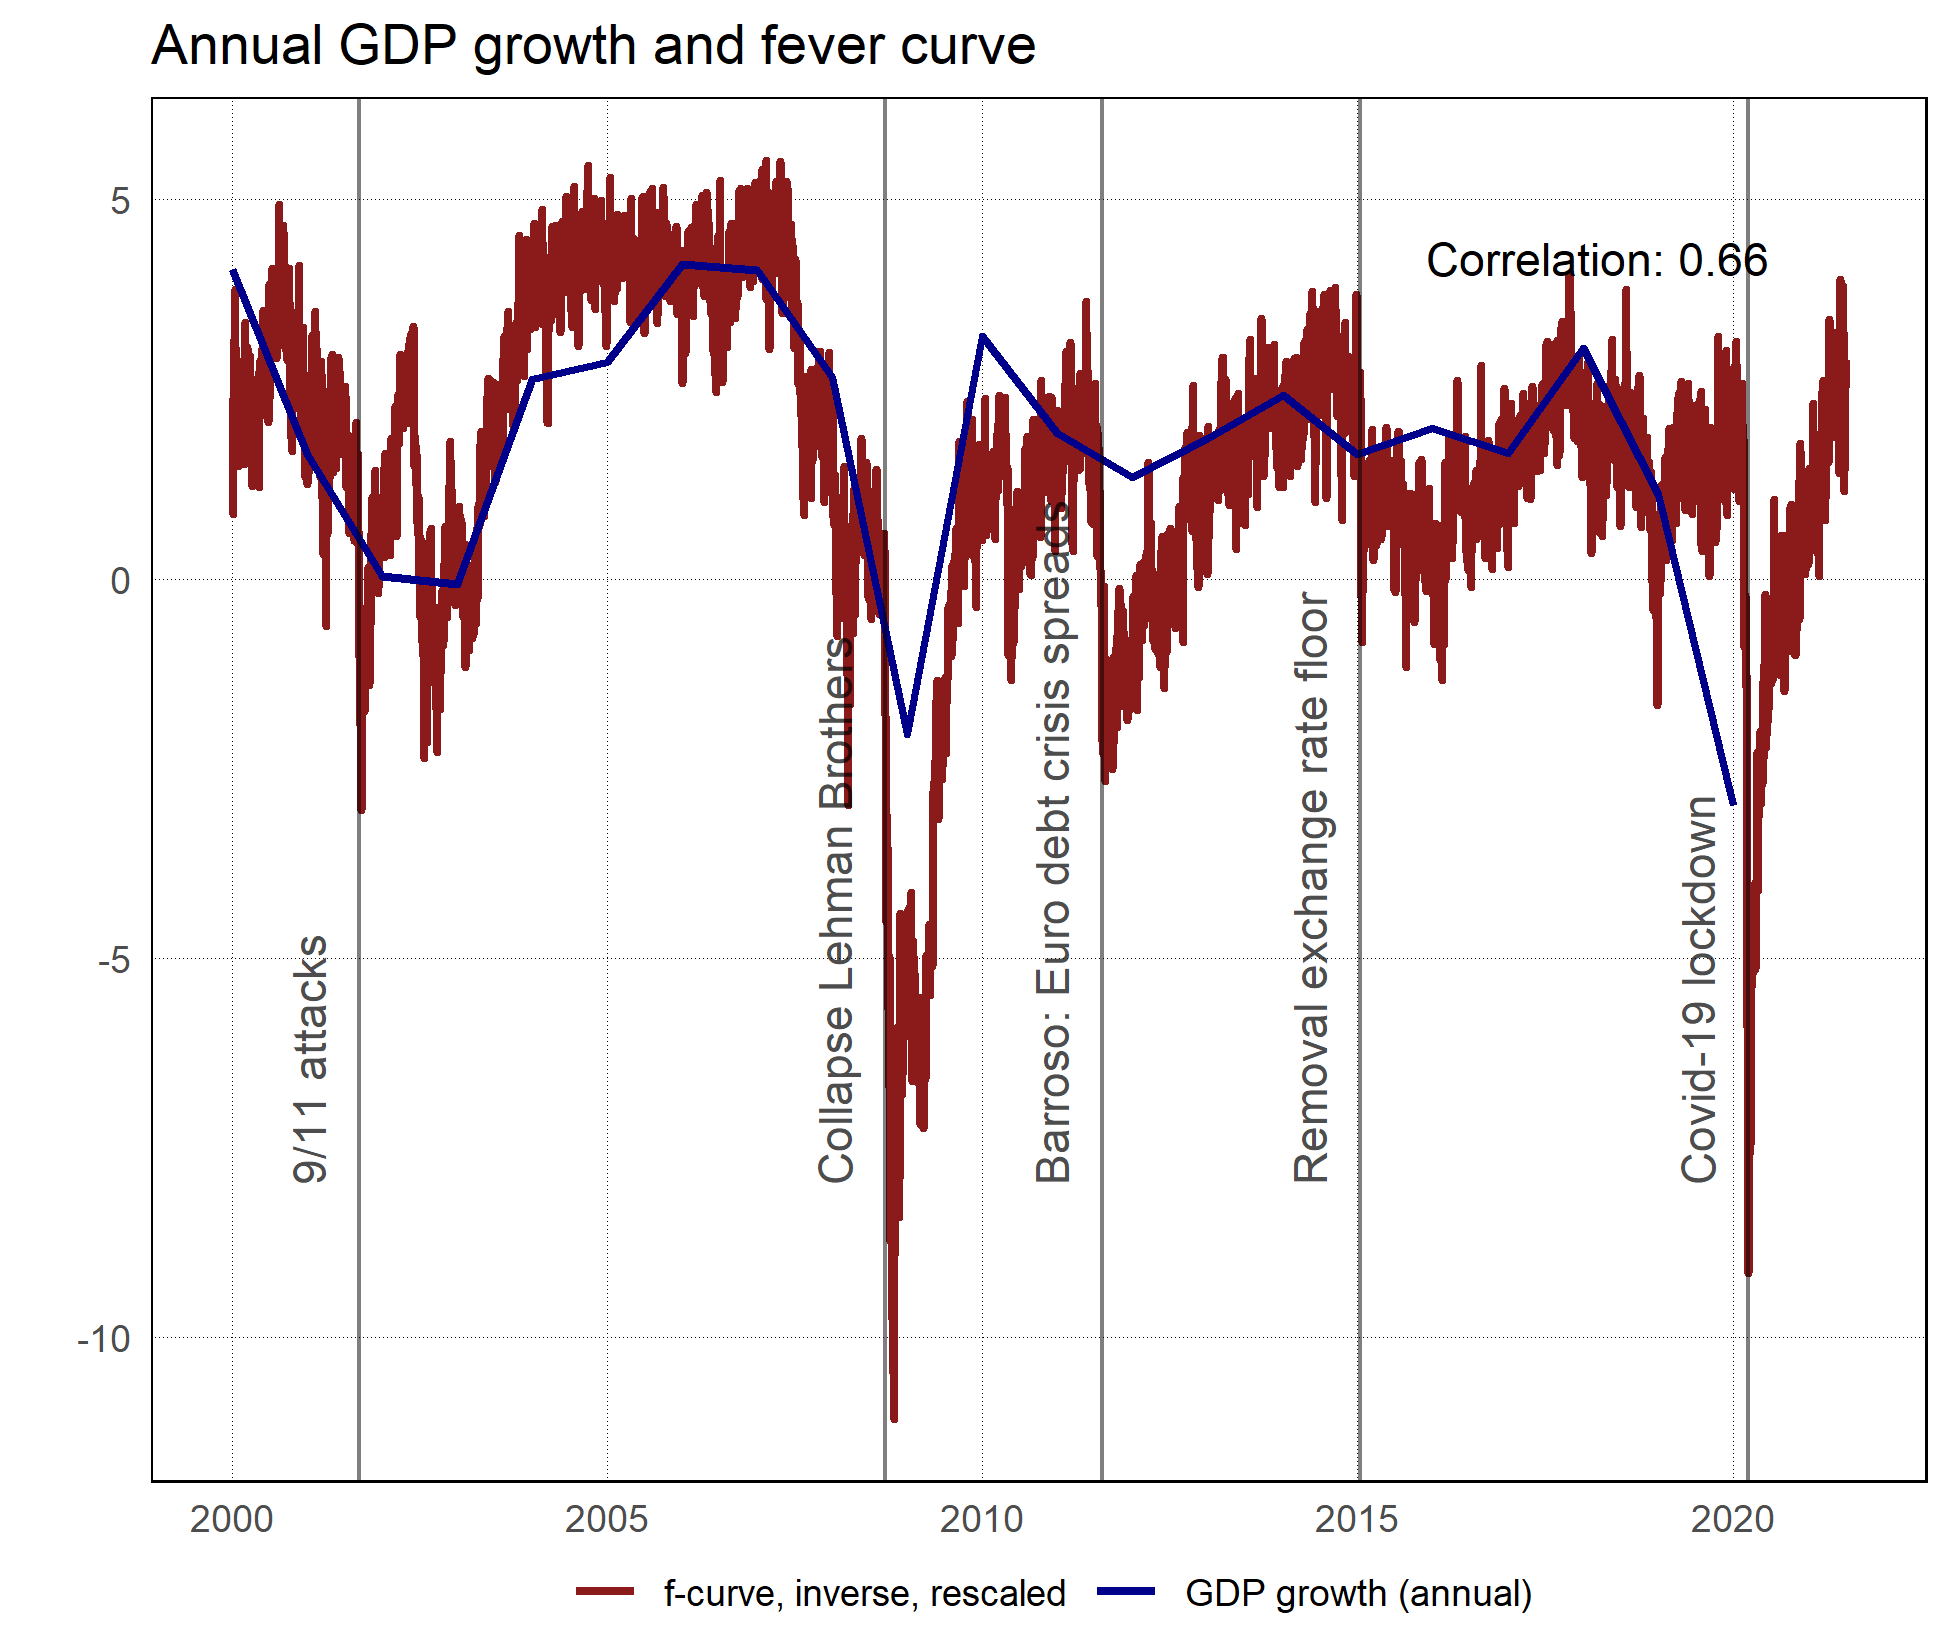 Annual GDP growth and fever curve
5
0
-5
-10
Correlation: 0.66
9/11 attacks
Collapse Lehman Brothers
Barroso: Euro debt crisis spreads
Removal exchange rate floor
Covid-19 lockdown
2000 2005 2010 2015 2020
f-curve, inverse, rescaled GDP growth (annual)